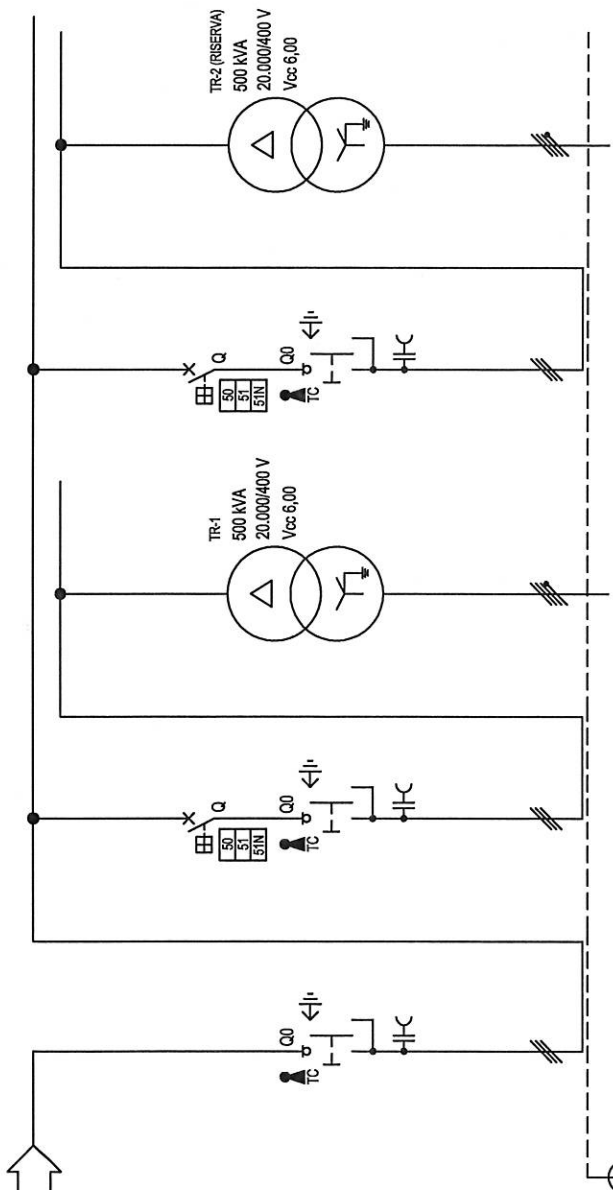 TR-2 (RISERVA)
500 kVA
20.000/400 V
Vcc 6,00
Q
50
51
51N
Q0
TC
TR-1
500 kVA
20.000/400 V
Vcc 6,00
Q
50
51
51N
Q0
TC
Q0
TC